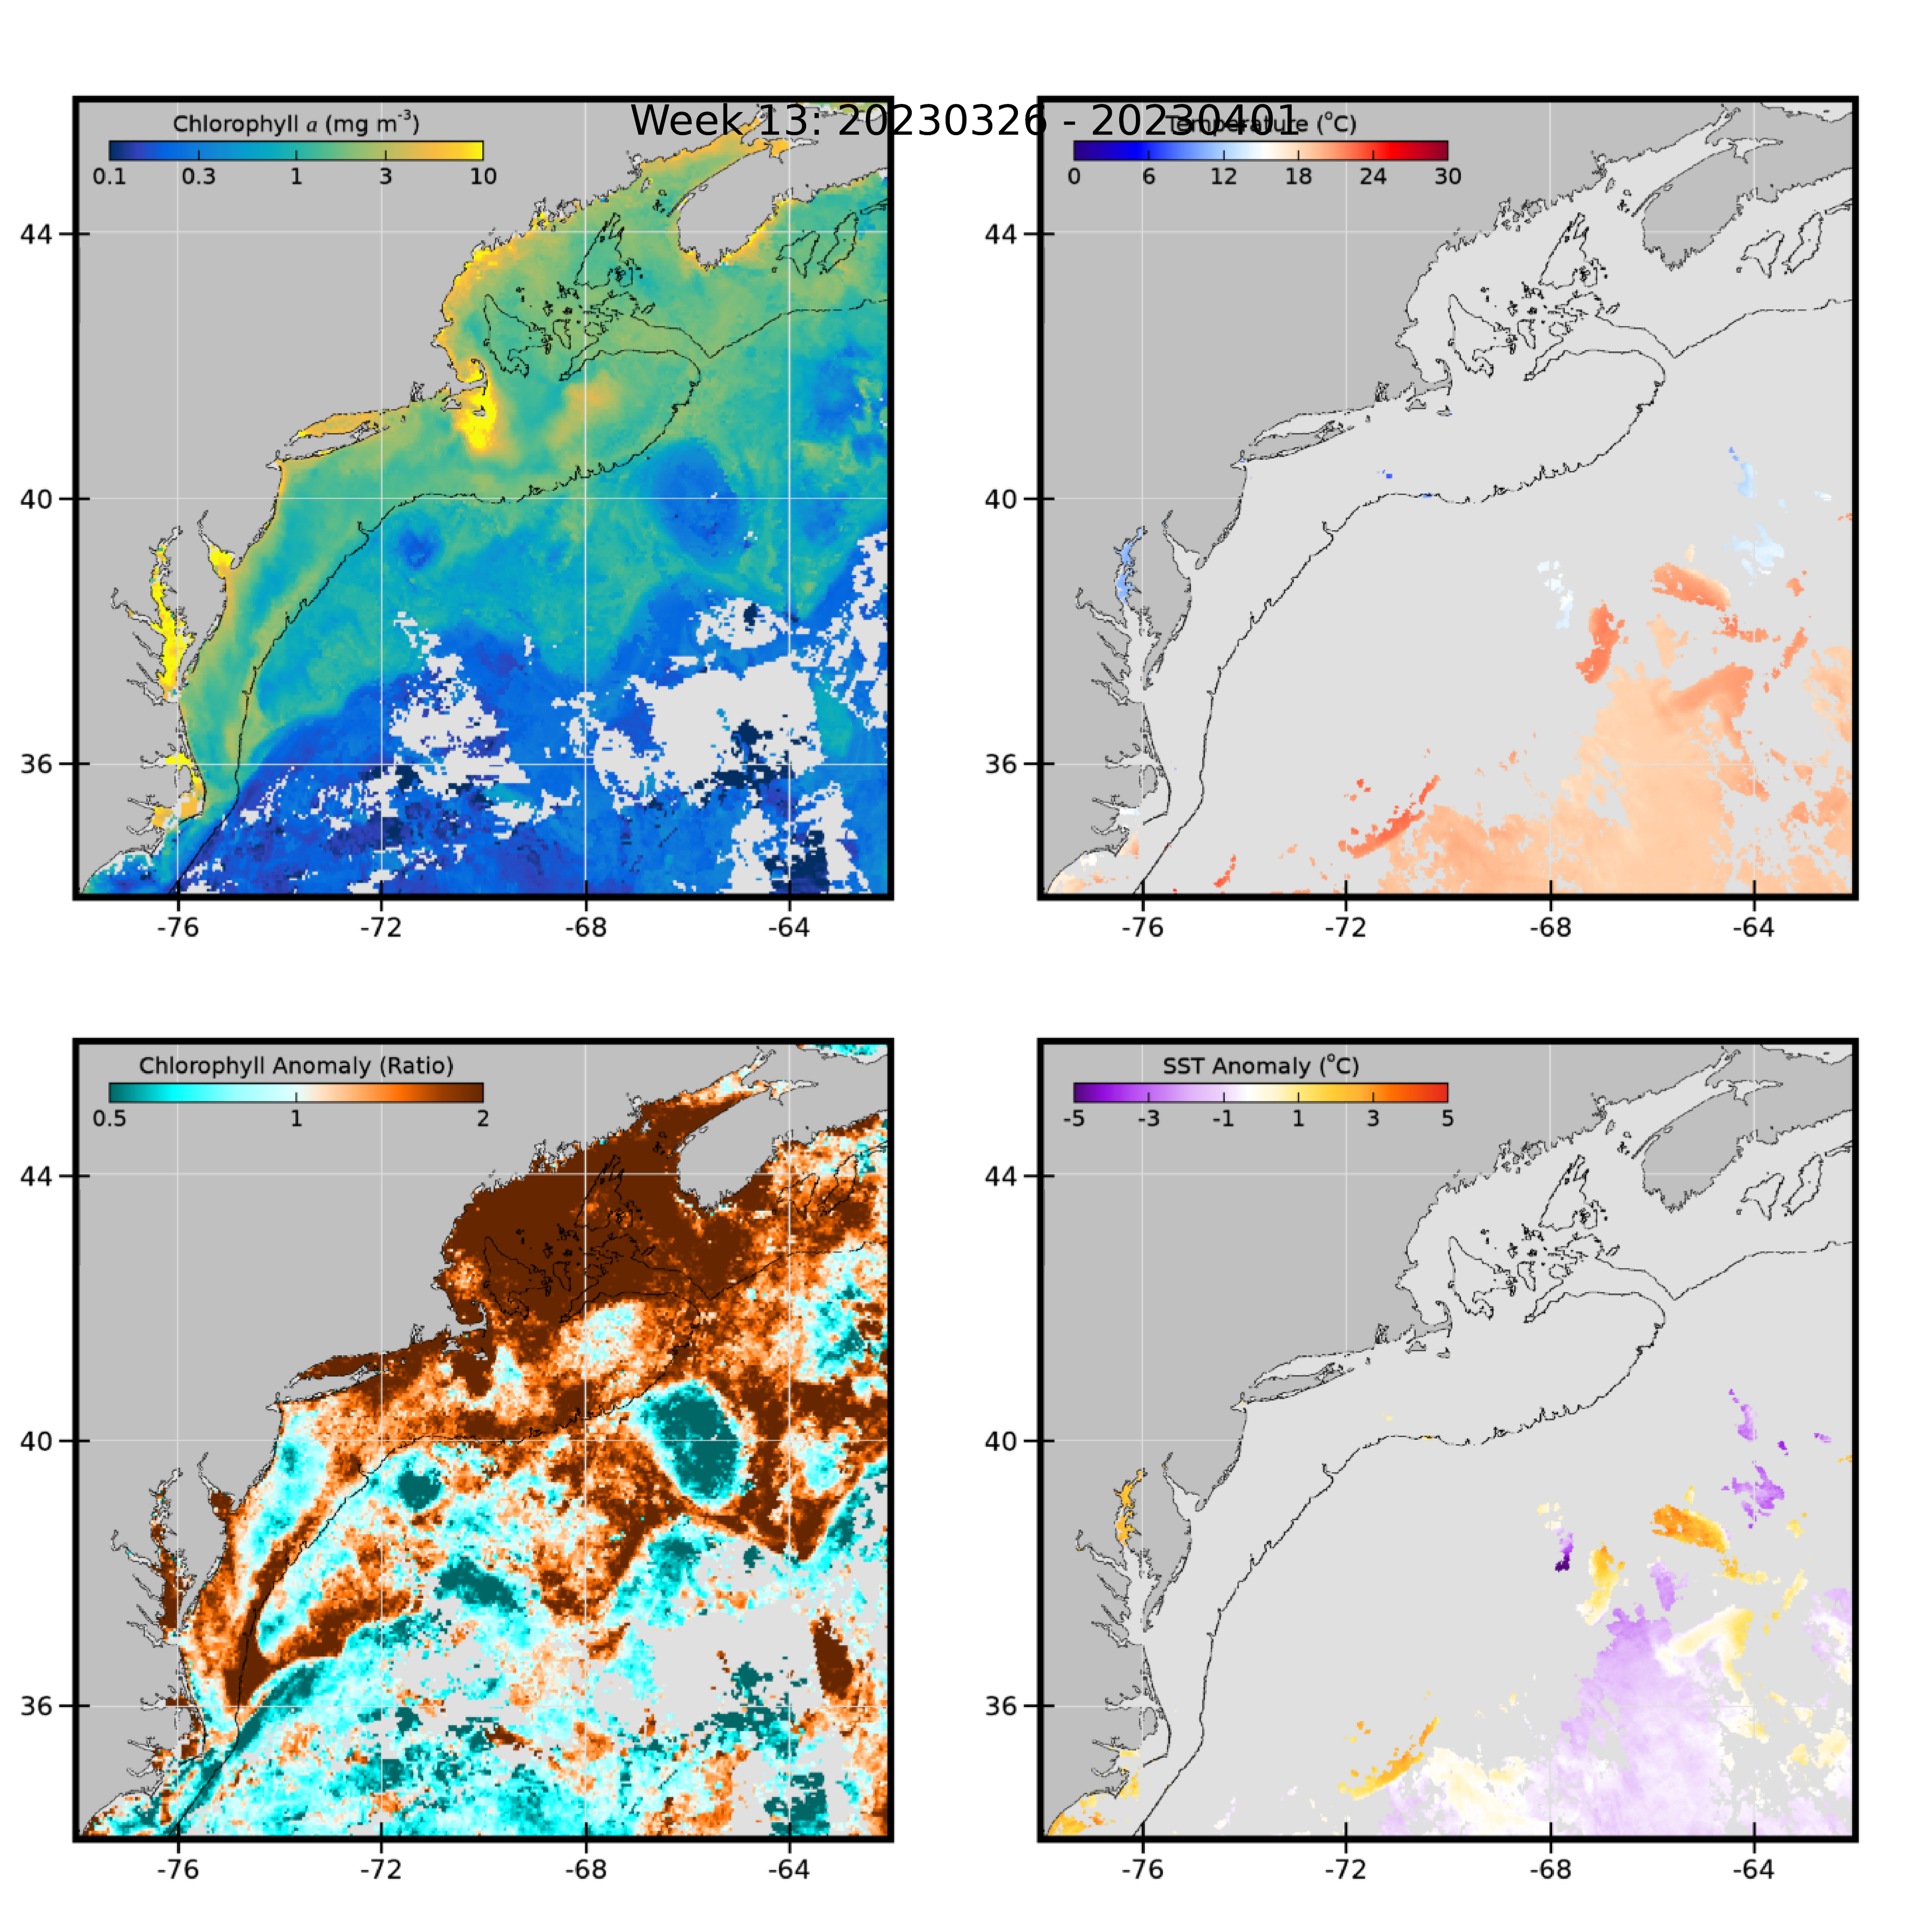 Week 13: 20230326 - 20230401
Chlorophyll a (mg m-3)
0.1 0.3 1 3 10
44
40
36
-76 -72 -68 -64
Temperature (oC)
0 6 12 18 24 30
44
40
36
-76 -72 -68 -64
Chlorophyll Anomaly (Ratio)
0.5 1 2
44
40
36
-76 -72 -68 -64
SST Anomaly (oC)
-5 -3 -1 1 3 5
44
40
36
-76 -72 -68 -64